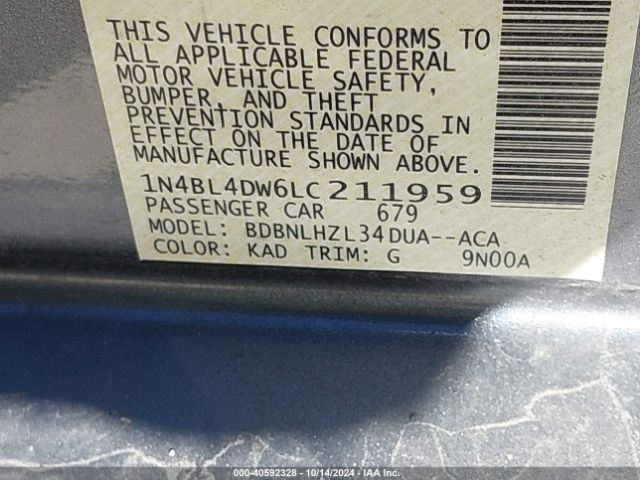 THIS VEHICLE CONFORMS TO
ALL APPLICABLE FEDERAL
MOTOR VEHICLE SAFETY,
BUMPER, AND THEFT
PREVENTION STANDARDS IN
EFFECT ON THE DATE OF
MANUFACTURE SHOWN ABOVE.
1N4BL4DW6LC211959
PASSENGER CAR 679
MODEL: BDBNLHZL34DUA--ACA
COLOR: KAD TRIM: G 9N00A
000-40592328 - 10/14/2024 - IAA Inc.